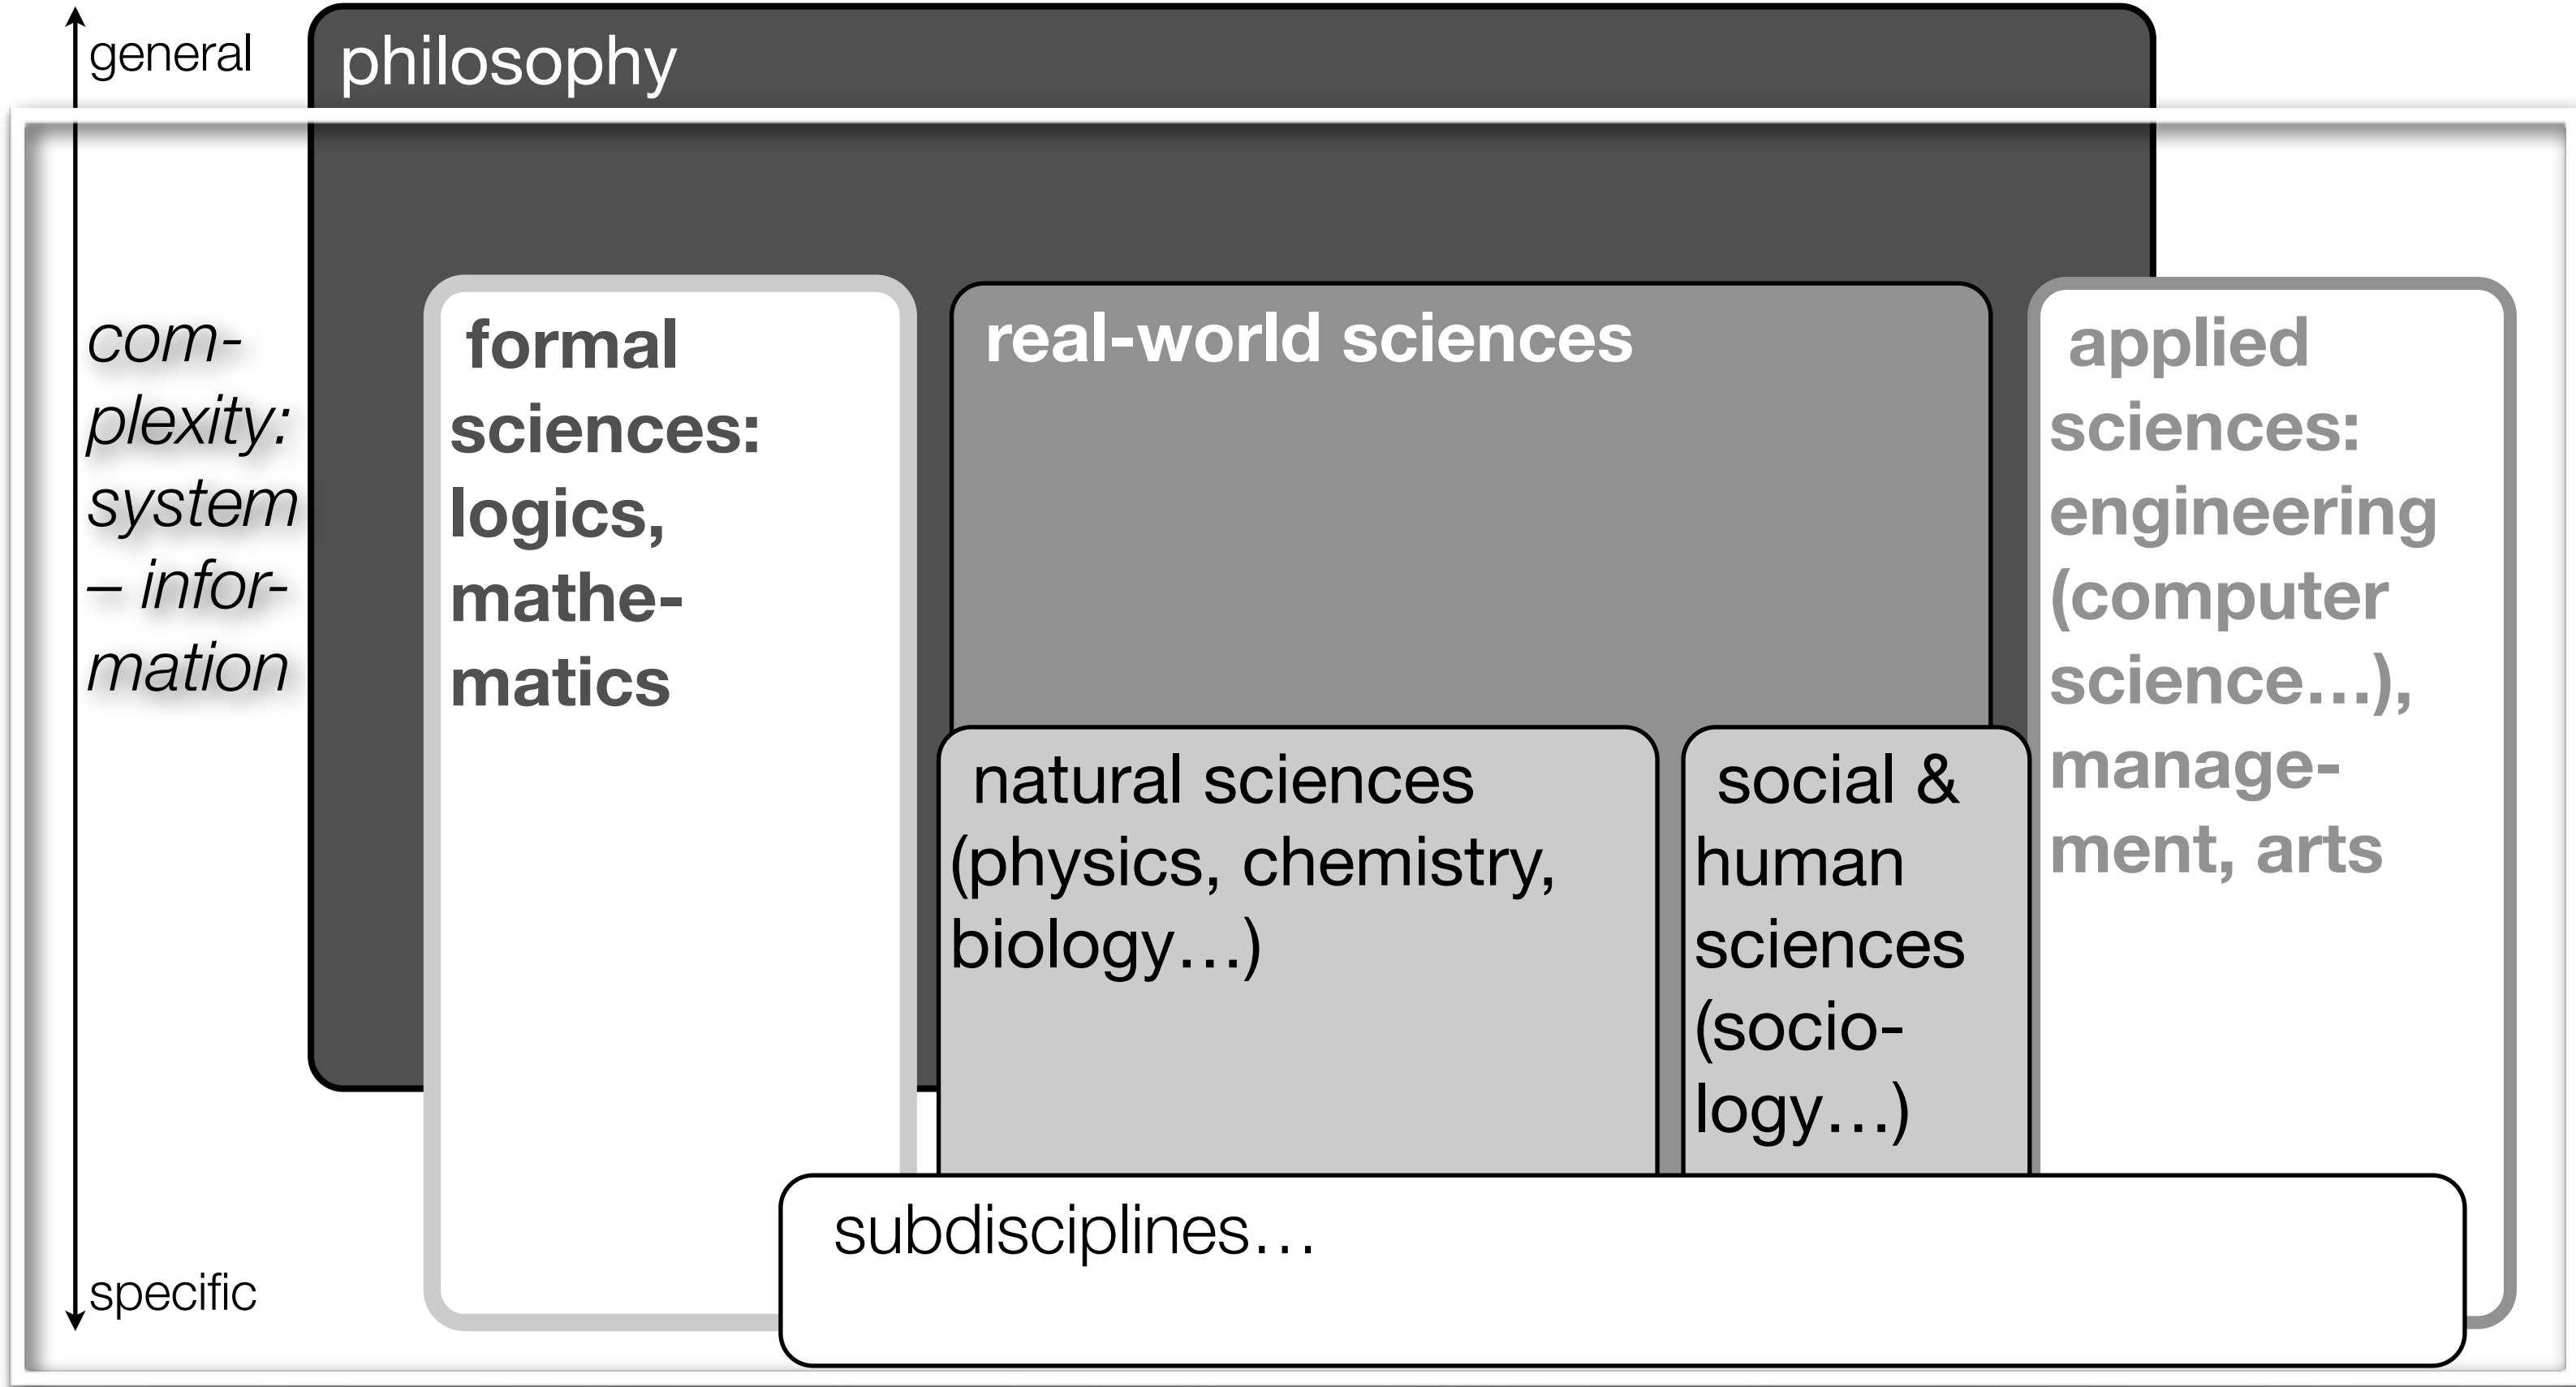 general
philosophy
com-
plexity:
system
– infor-
mation
formal
sciences:
logics,
mathe-
matics
real-world sciences
applied
sciences:
engineering
(computer
science…),
manage-
ment, arts
natural sciences
(physics, chemistry,
biology…)
social &
human
sciences
(socio-
logy…)
subdisciplines…
specific